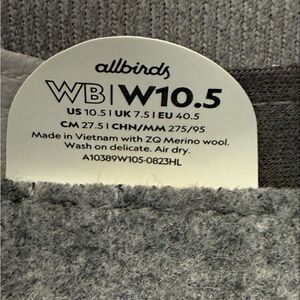 allbirds
WB|W10.5
US 10.5 | UK 7.5 | EU 40.5
CM 27.5 | CHN/MM 275/95
Made in Vietnam with ZQ Merino wool.
Wash on delicate. Air dry.
A10389W105-0823HL